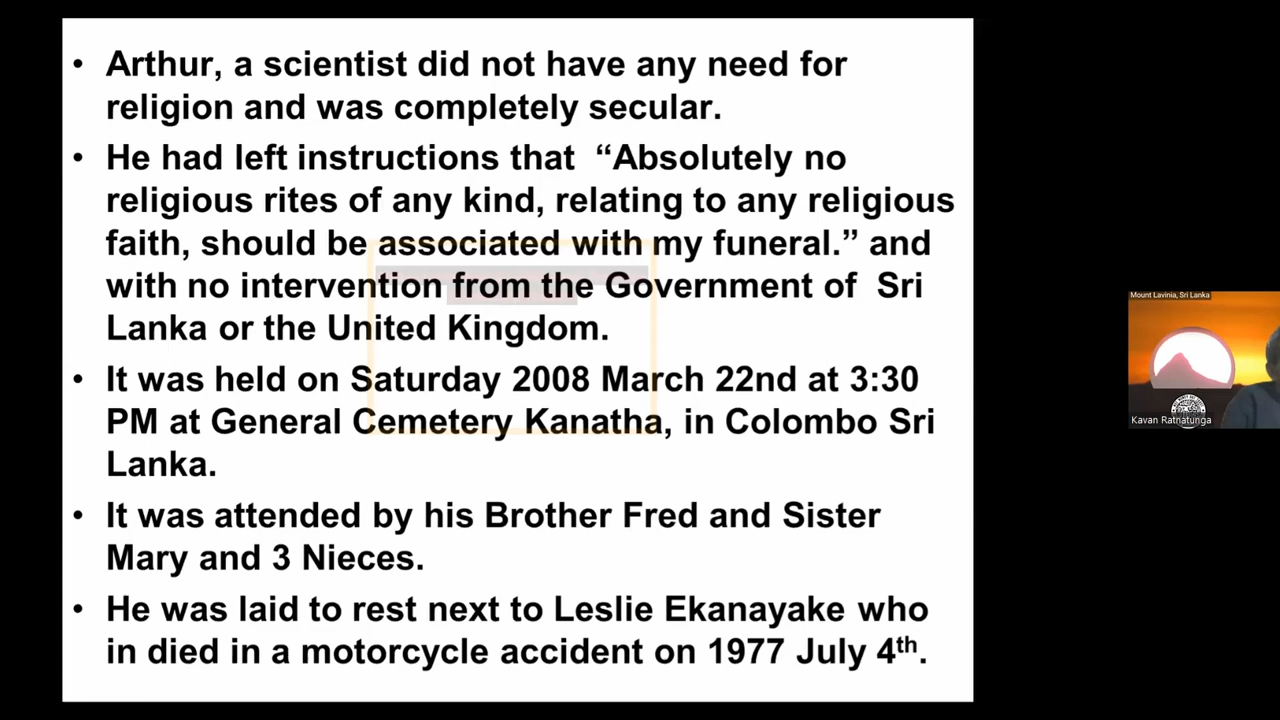 • Arthur, a scientist did not have any need for
religion and was completely secular.
• He had left instructions that “Absolutely no
religious rites of any kind, relating to any religious
faith, should be associated with my funeral.” and
with no intervention from the Government of Sri
Lanka or the United Kingdom.
• It was held on Saturday 2008 March 22nd at 3:30
PM at General Cemetery Kanatha, in Colombo Sri
Lanka.
• It was attended by his Brother Fred and Sister
Mary and 3 Nieces.
• He was laid to rest next to Leslie Ekanayake who
in died in a motorcycle accident on 1977 July 4th.
Mount Lavinia, Sri Lanka
Kavan Ratnatunga